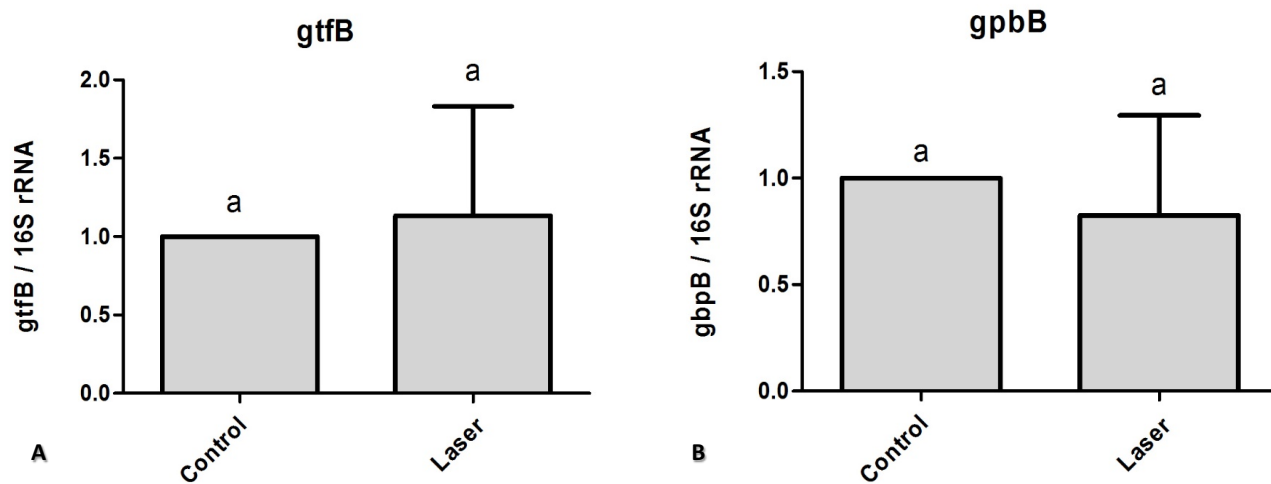 gtfB
gtfB / 16S rRNA
2.0
1.5
1.0
0.5
0.0
a
a
Control
Laser
A
gpbB
gbpB / 16S rRNA
1.5
1.0
0.5
0.0
a
a
Control
Laser
B